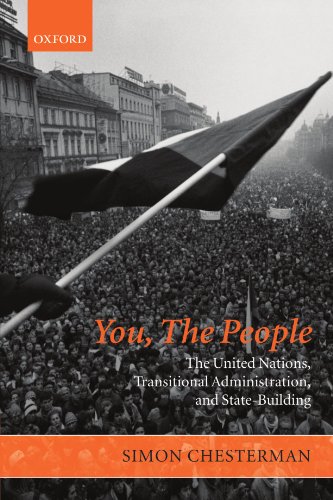 OXFORD
You, The People
The United Nations,
Transitional Administration,
and State-Building
SIMON CHESTERMAN